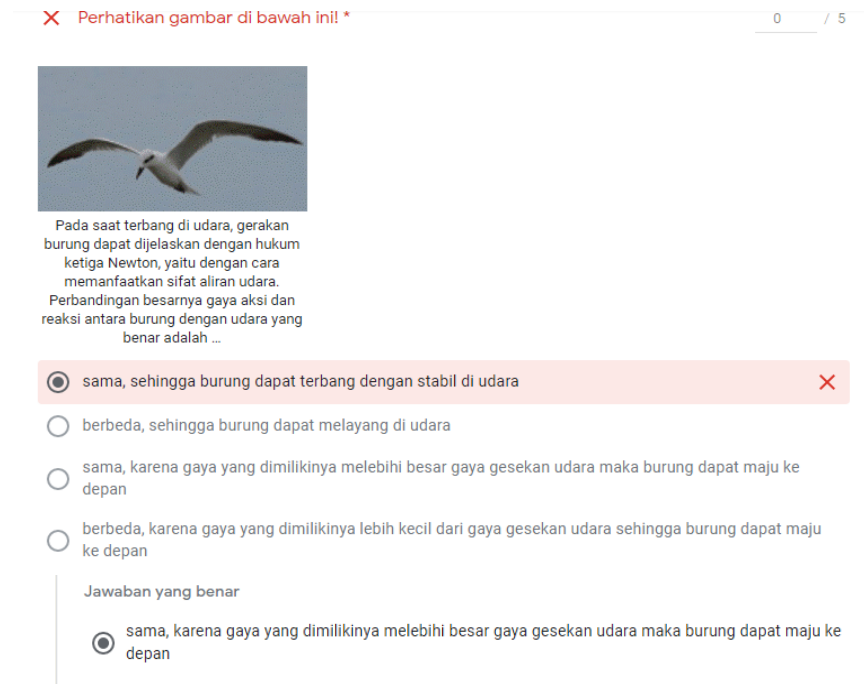 Perhatikan gambar di bawah ini! *
0 / 5
Pada saat terbang di udara, gerakan
burung dapat dijelaskan dengan hukum
ketiga Newton, yaitu dengan cara
memanfaatkan sifat aliran udara.
Perbandingan besarnya gaya aksi dan
reaksi antara burung dengan udara yang
benar adalah ...
sama, sehingga burung dapat terbang dengan stabil di udara
berbeda, sehingga burung dapat melayang di udara
sama, karena gaya yang dimilikinya melebihi besar gaya gesekan udara maka burung dapat maju ke
depan
berbeda, karena gaya yang dimilikinya lebih kecil dari gaya gesekan udara sehingga burung dapat maju
ke depan
Jawaban yang benar
sama, karena gaya yang dimilikinya melebihi besar gaya gesekan udara maka burung dapat maju ke
depan